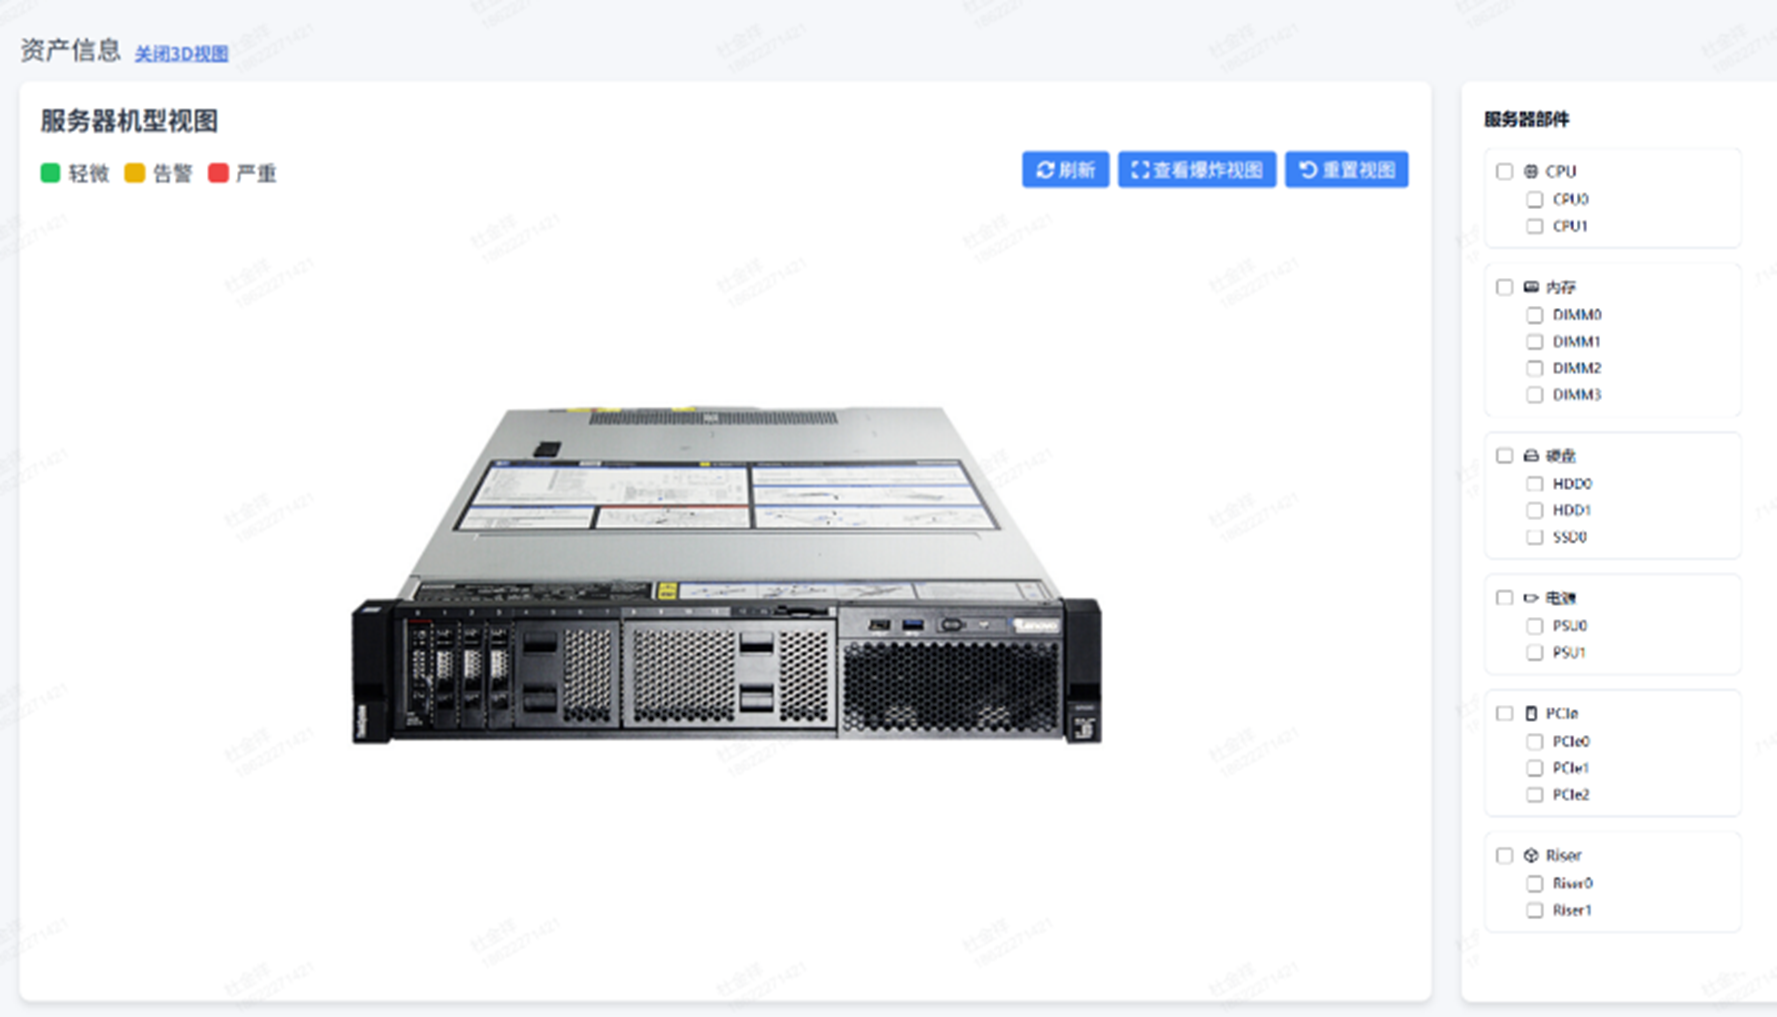 资产信息 关闭3D视图
服务器机型视图
轻微 告警 严重
刷新 查看爆炸视图 重置视图
Lenovo
服务器部件
CPU
CPU0
CPU1
内存
DIMM0
DIMM1
DIMM2
DIMM3
硬盘
HDD0
HDD1
SSD0
电源
PSU0
PSU1
PCIe
PCIe0
PCIe1
PCIe2
Riser
Riser0
Riser1